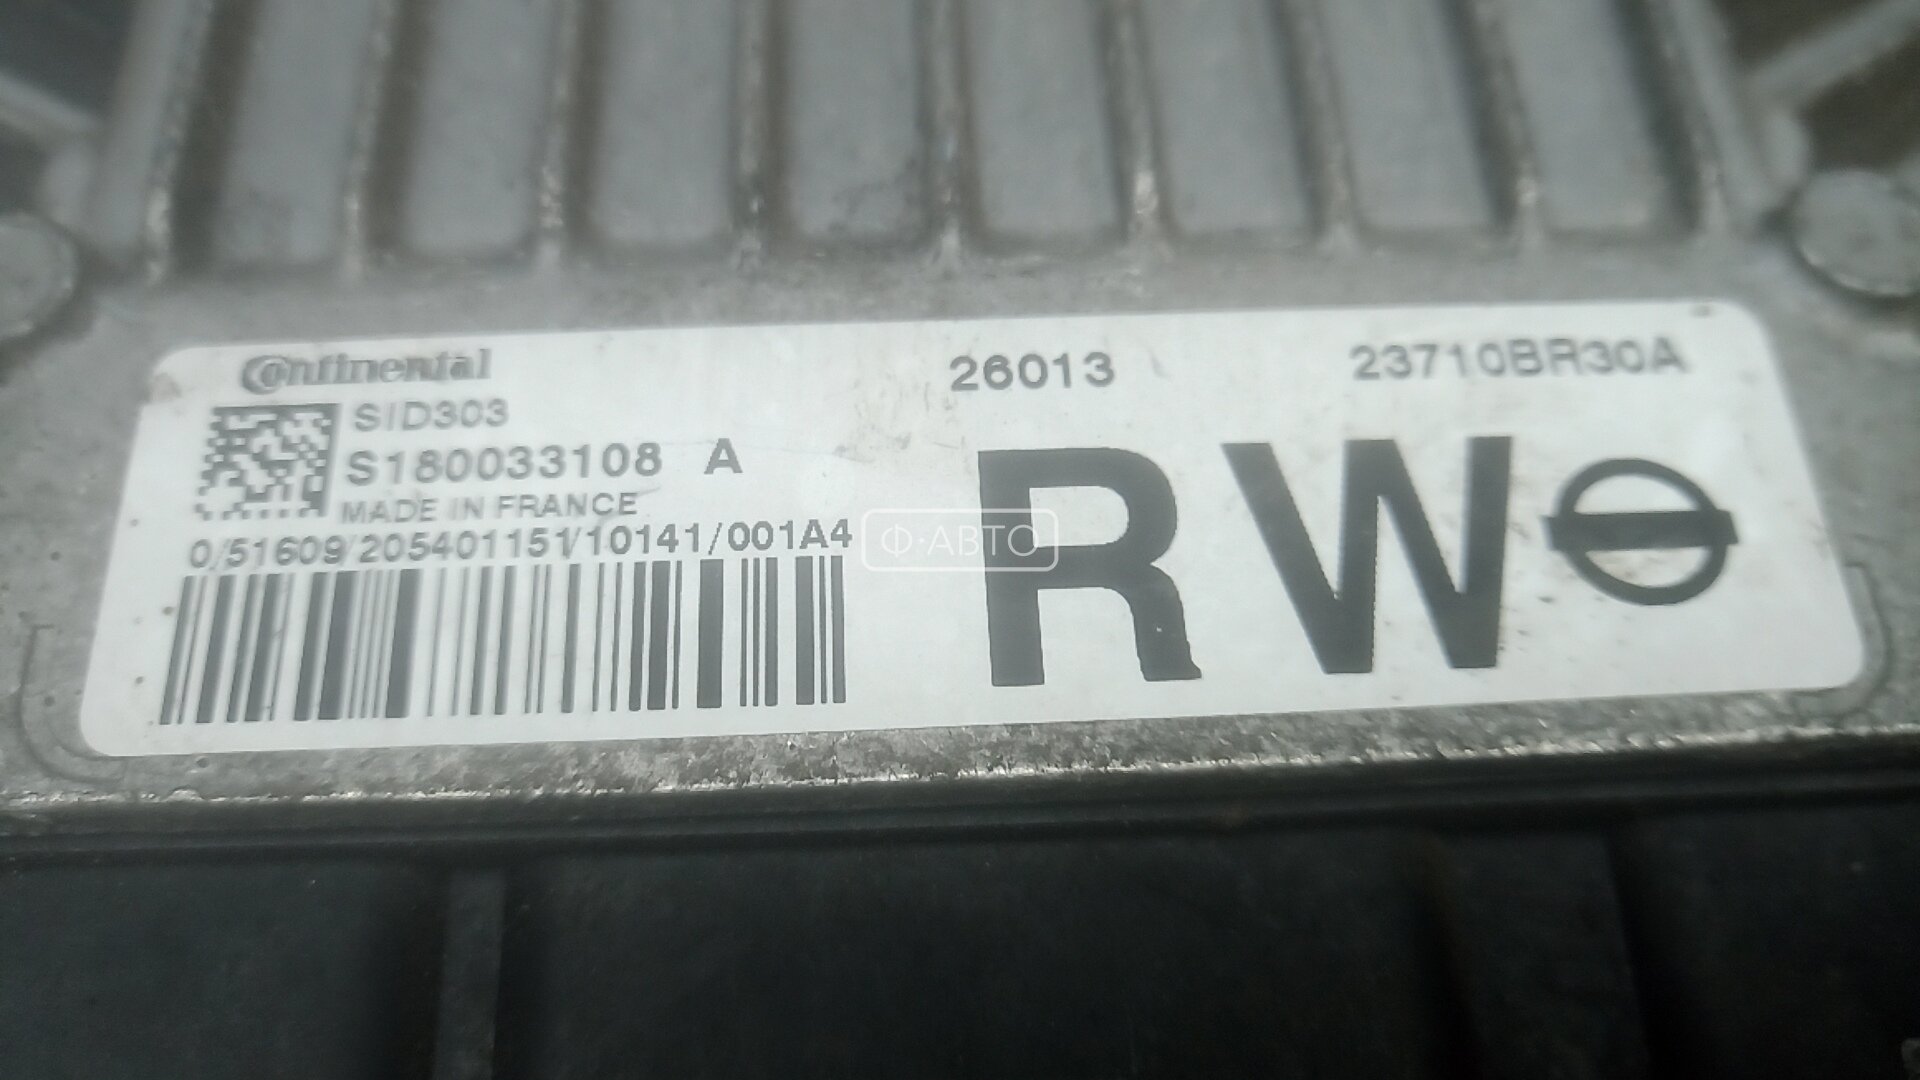 Continental
SID303
S180033108 A
MADE IN FRANCE
0/51609/205401151/10141/001A4
26013
23710BR30A
RW
Ф·АВТО